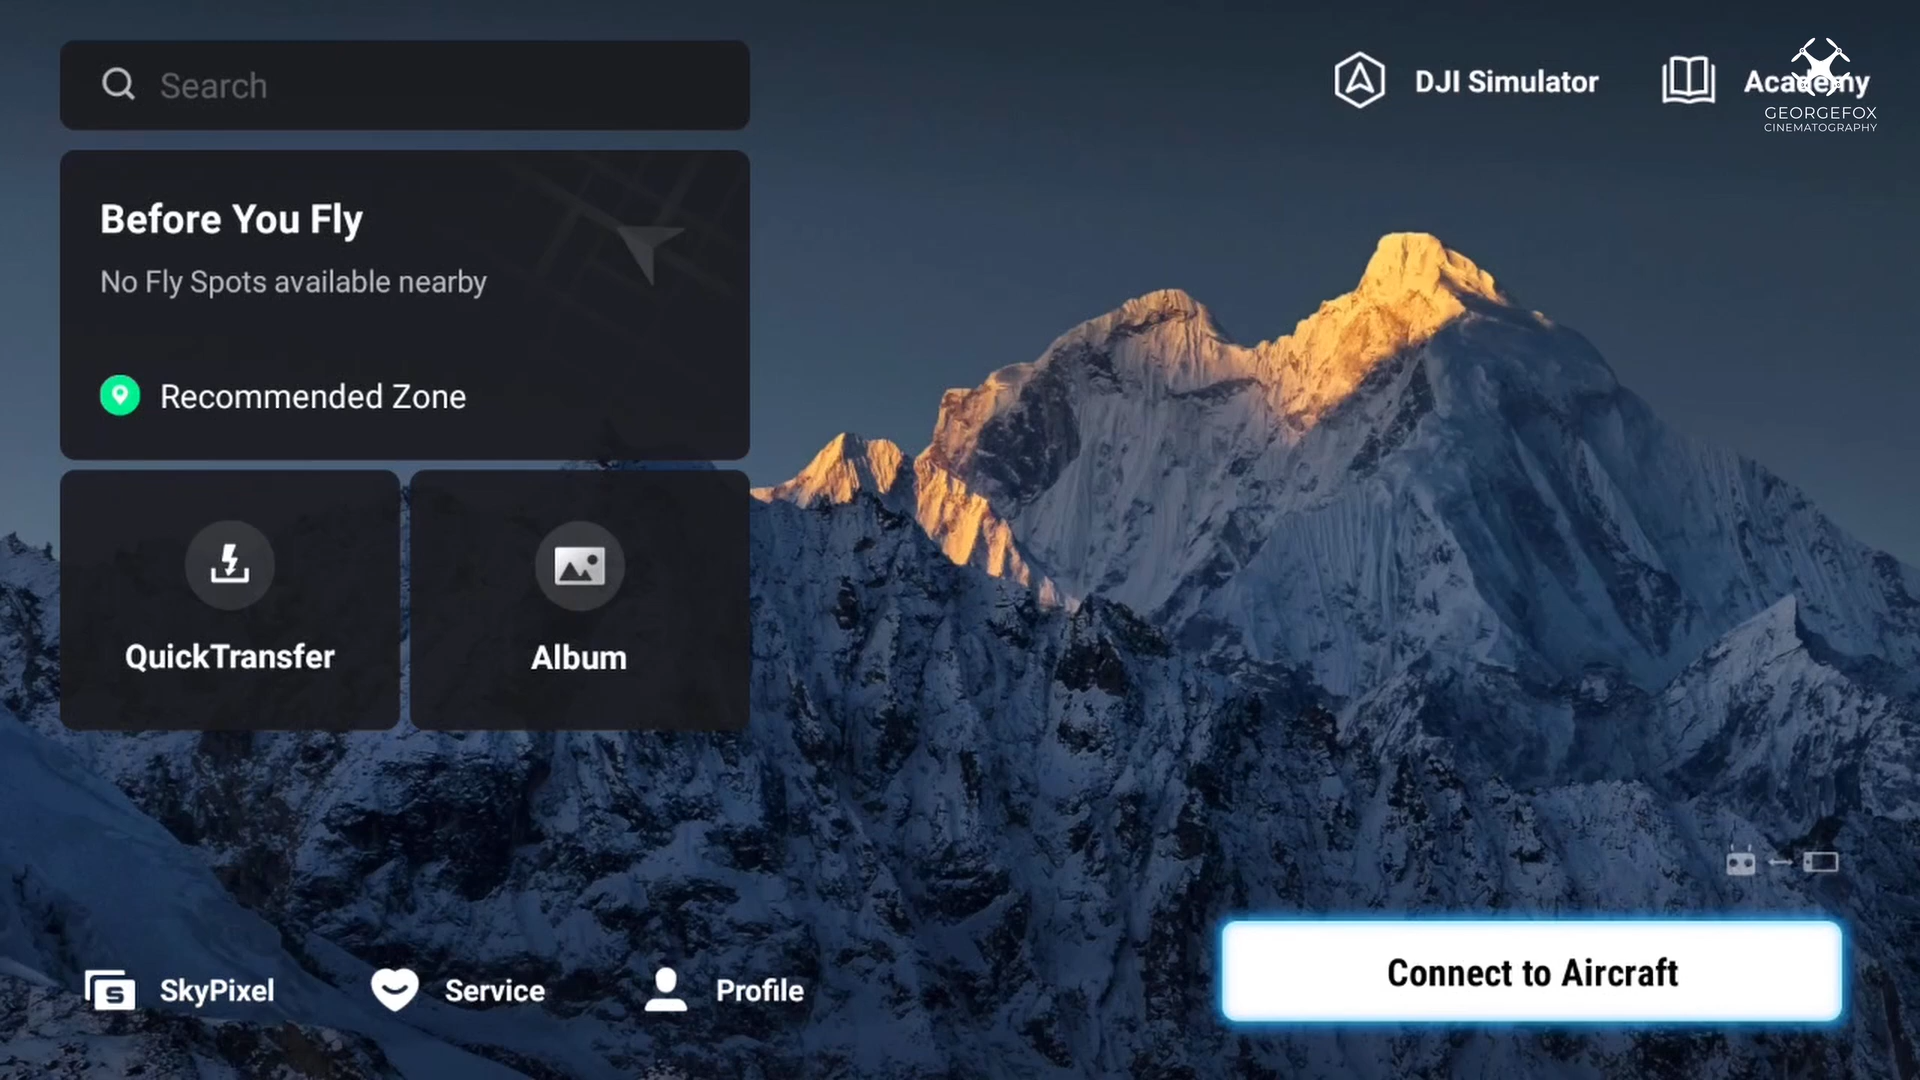 Search
DJI Simulator
Academy
GEORGEFOX
CINEMATOGRAPHY
Before You Fly
No Fly Spots available nearby
Recommended Zone
QuickTransfer
Album
SkyPixel
Service
Profile
Connect to Aircraft